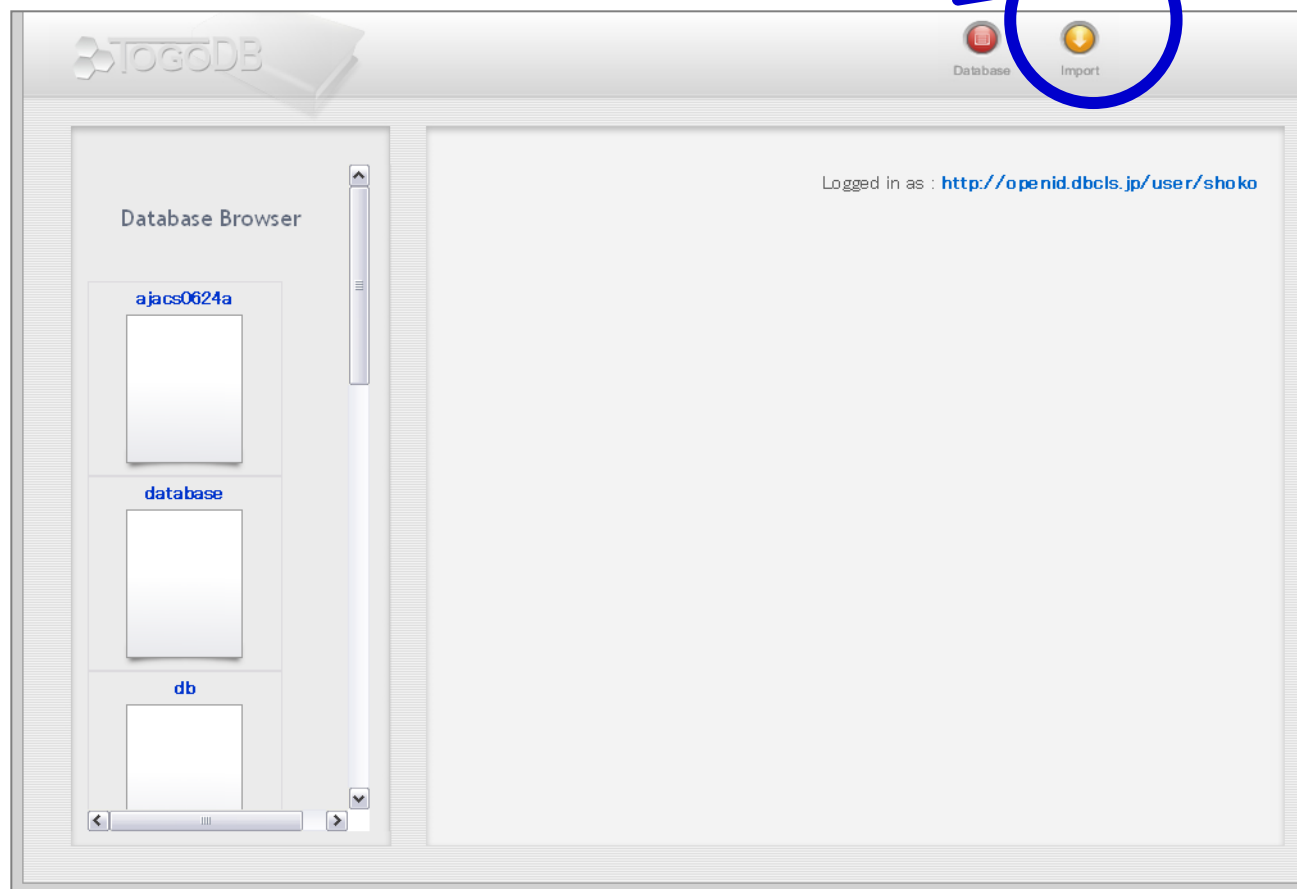 TOGODB
Database
Import
Logged in as : http://openid.dbcls.jp/user/shoko
Database Browser
ajacs0624a
database
db